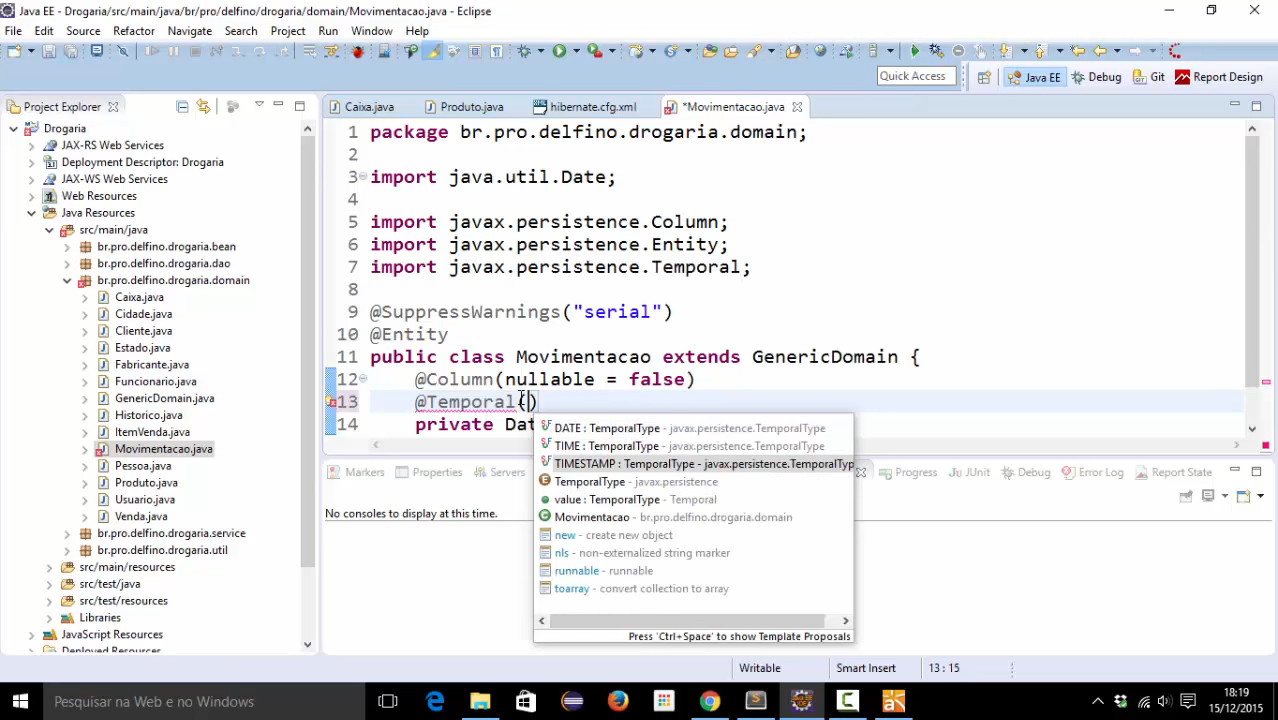 Java EE - Drogaria/src/main/java/br/pro/delfino/drogaria/domain/Movimentacao.java - Eclipse
File Edit Source Refactor Navigate Search Project Run Window Help
Quick Access Java EE Debug Git Report Design
Project Explorer
Drogaria
JAX-RS Web Services
Deployment Descriptor: Drogaria
JAX-WS Web Services
Web Resources
Java Resources
src/main/java
br.pro.delfino.drogaria.bean
br.pro.delfino.drogaria.dao
br.pro.delfino.drogaria.domain
Caixa.java
Cidade.java
Cliente.java
Estado.java
Fabricante.java
Funcionario.java
GenericDomain.java
Historico.java
ItemVenda.java
Movimentacao.java
Pessoa.java
Produto.java
Usuario.java
Venda.java
br.pro.delfino.drogaria.service
br.pro.delfino.drogaria.util
src/main/resources
src/test/java
src/test/resources
Libraries
JavaScript Resources
Deployed Resources
Caixa.java Produto.java hibernate.cfg.xml *Movimentacao.java
1 package br.pro.delfino.drogaria.domain;
2
3 import java.util.Date;
4
5 import javax.persistence.Column;
6 import javax.persistence.Entity;
7 import javax.persistence.Temporal;
8
9 @SuppressWarnings("serial")
10 @Entity
11 public class Movimentacao extends GenericDomain {
12 @Column(nullable = false)
13 @Temporal()
14 private Dat
DATE : TemporalType - javax.persistence.TemporalType
TIME : TemporalType - javax.persistence.TemporalType
TIMESTAMP : TemporalType - javax.persistence.TemporalTyp
TemporalType - javax.persistence
value : TemporalType - Temporal
Movimentacao - br.pro.delfino.drogaria.domain
new - create new object
nls - non-externalized string marker
runnable - runnable
toarray - convert collection to array
Press 'Ctrl+Space' to show Template Proposals
Markers Properties Servers Progress JUnit Debug Error Log Report State
No consoles to display at this time.
Writable Smart Insert 13 : 15
Pesquisar na Web e no Windows
18:19
15/12/2015